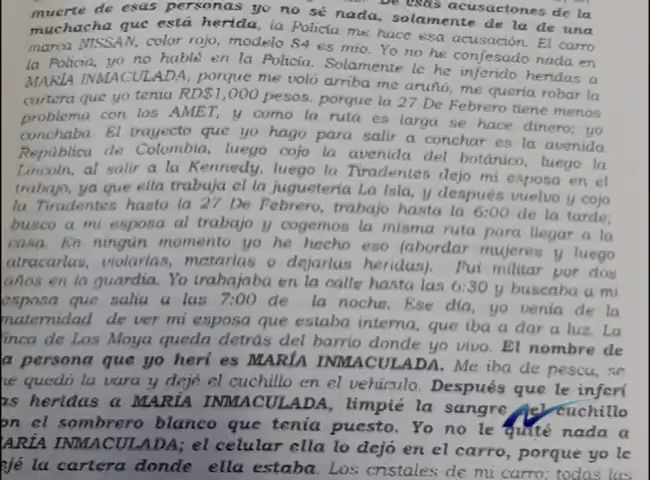 De esas acusaciones de la
muerte de esas personas yo no sé nada, solamente de la de una
muchacha que está herida, la Policía me hace esa acusación. El carro
marca NISSAN, color rojo, modelo 84 es mio. Yo no he confesado nada en
la Policía, yo no hablé en la Policía. Solamente le he inferido heridas a
MARÍA INMACULADA, porque me voló arriba me aruñó, me quería robar la
cartera que yo tenía RD$1,000 pesos, porque la 27 De Febrero tiene menos
problema con los AMET, y como la ruta es larga se hace dinero; yo
conchaba. El trayecto que yo hago para salir a conchar es la avenida
República de Colombia, luego cojo la avenida del botánico, luego la
Lincoln, al salir a la Kennedy, luego la Tiradentes dejo mi esposa en el
trabajo, ya que ella trabaja el la juguetería La Isla, y después vuelvo y cojo
la Tiradentes hasta la 27 De Febrero, trabajo hasta la 6:00 de la tarde;
busco a mi esposa al trabajo y cogemos la misma ruta para llegar a la
casa. En ningún momento yo he hecho eso (abordar mujeres y luego
atracarlas, violarlas, matarlas o dejarlas heridas). Fui militar por dos
años en la guardia. Yo trabajaba en la calle hasta las 6:30 y buscaba a mi
esposa que salía a las 7:00 de la noche. Ese día, yo venía de la
maternidad de ver mi esposa que estaba interna, que iba a dar a luz. La
finca de Los Moya queda detrás del barrio donde yo vivo. El nombre de
a persona que yo herí es MARÍA INMACULADA. Me iba de pesca, se
me quedó la vara y dejé el cuchillo en el vehículo. Después que le inferí
as heridas a MARÍA INMACULADA, limpié la sangre del cuchillo
on el sombrero blanco que tenía puesto. Yo no le quité nada a
ARÍA INMACULADA; el celular ella lo dejó en el carro, porque yo le
ejé la cartera donde ella estaba. Los cristales de mi carro; todas las